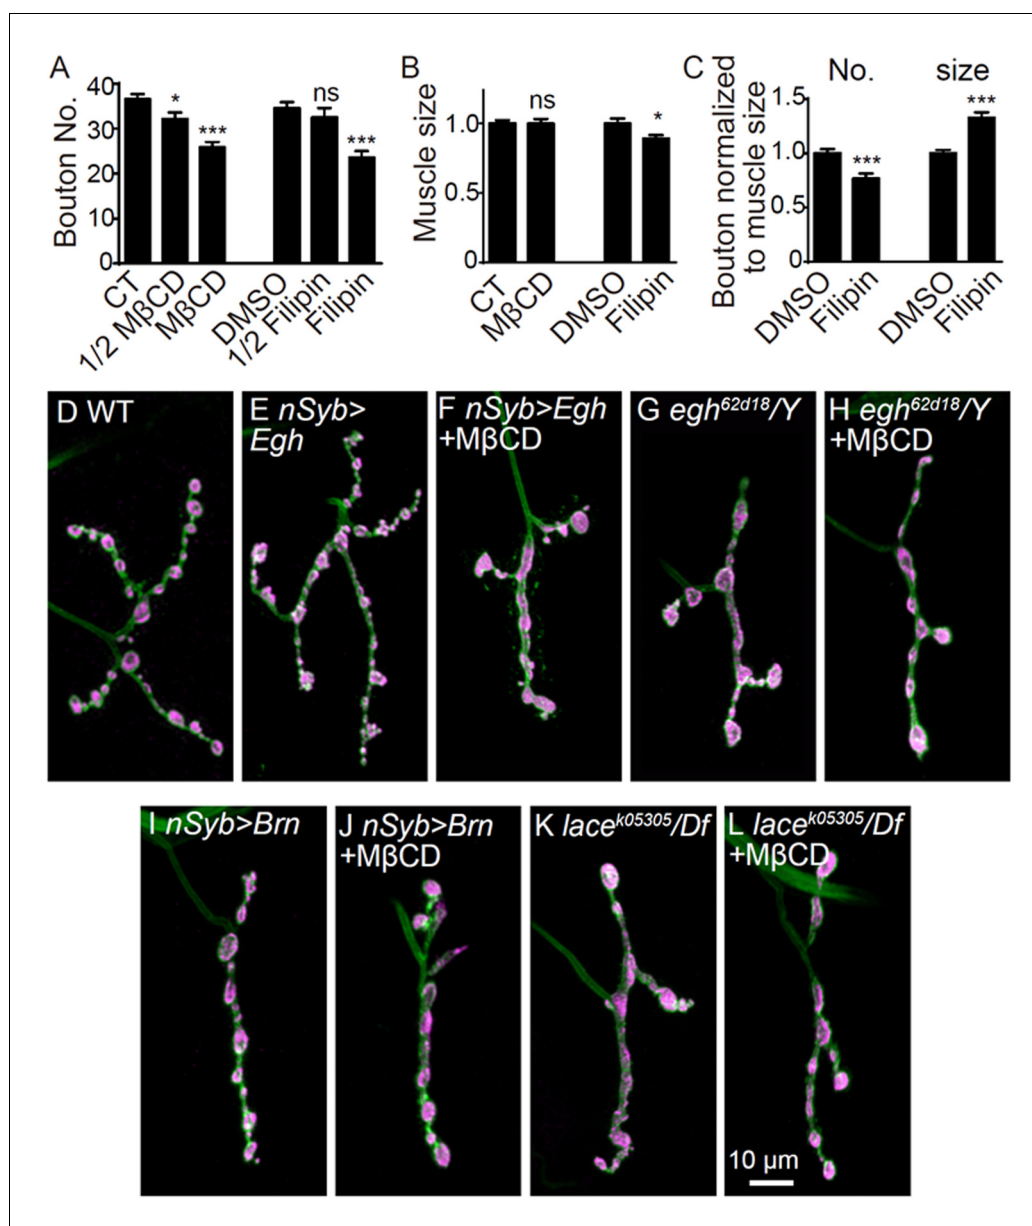 A
Bouton No.
40
30
20
10
0
*
***
ns
***
CT
1/2 MβCD
MβCD
DMSO
1/2 Filipin
Filipin
B
Muscle size
1.0
0.5
0
ns
*
CT
MβCD
DMSO
Filipin
C
No.
size
Bouton normalized
to muscle size
1.5
1.0
0.5
0
***
***
DMSO
Filipin
DMSO
Filipin
D WT
E nSyb>
Egh
F nSyb>Egh
+MβCD
G egh62d18/Y
H egh62d18/Y
+MβCD
I nSyb>Brn
J nSyb>Brn
+MβCD
K lacek05305/Df
L lacek05305/Df
+MβCD
10 µm